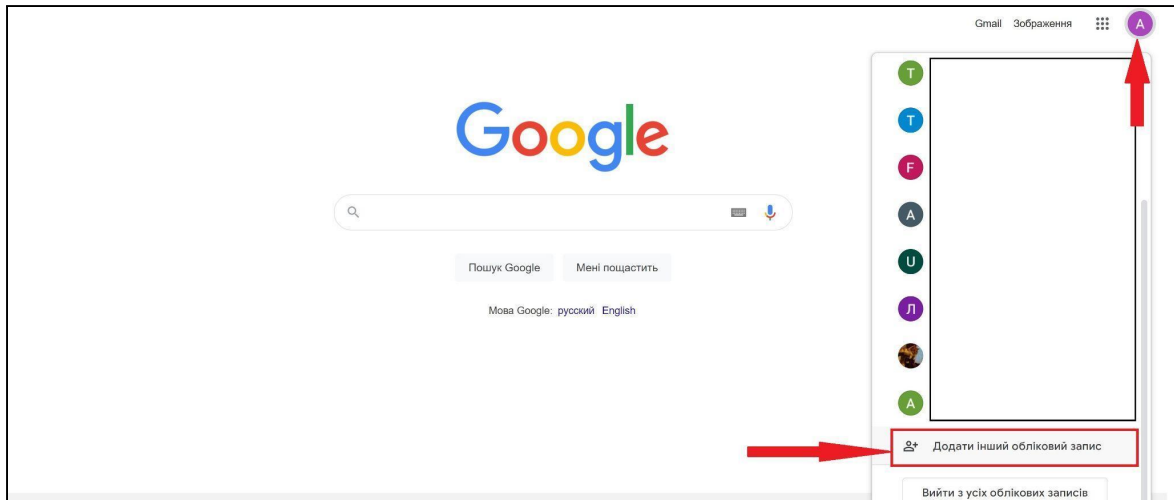 Gmail Зображення
A
T
Google
T
F
A
U
Л
A
Пошук Google Мені пощастить
Мова Google: русский English
Додати інший обліковий запис
Вийти з усіх облікових записів